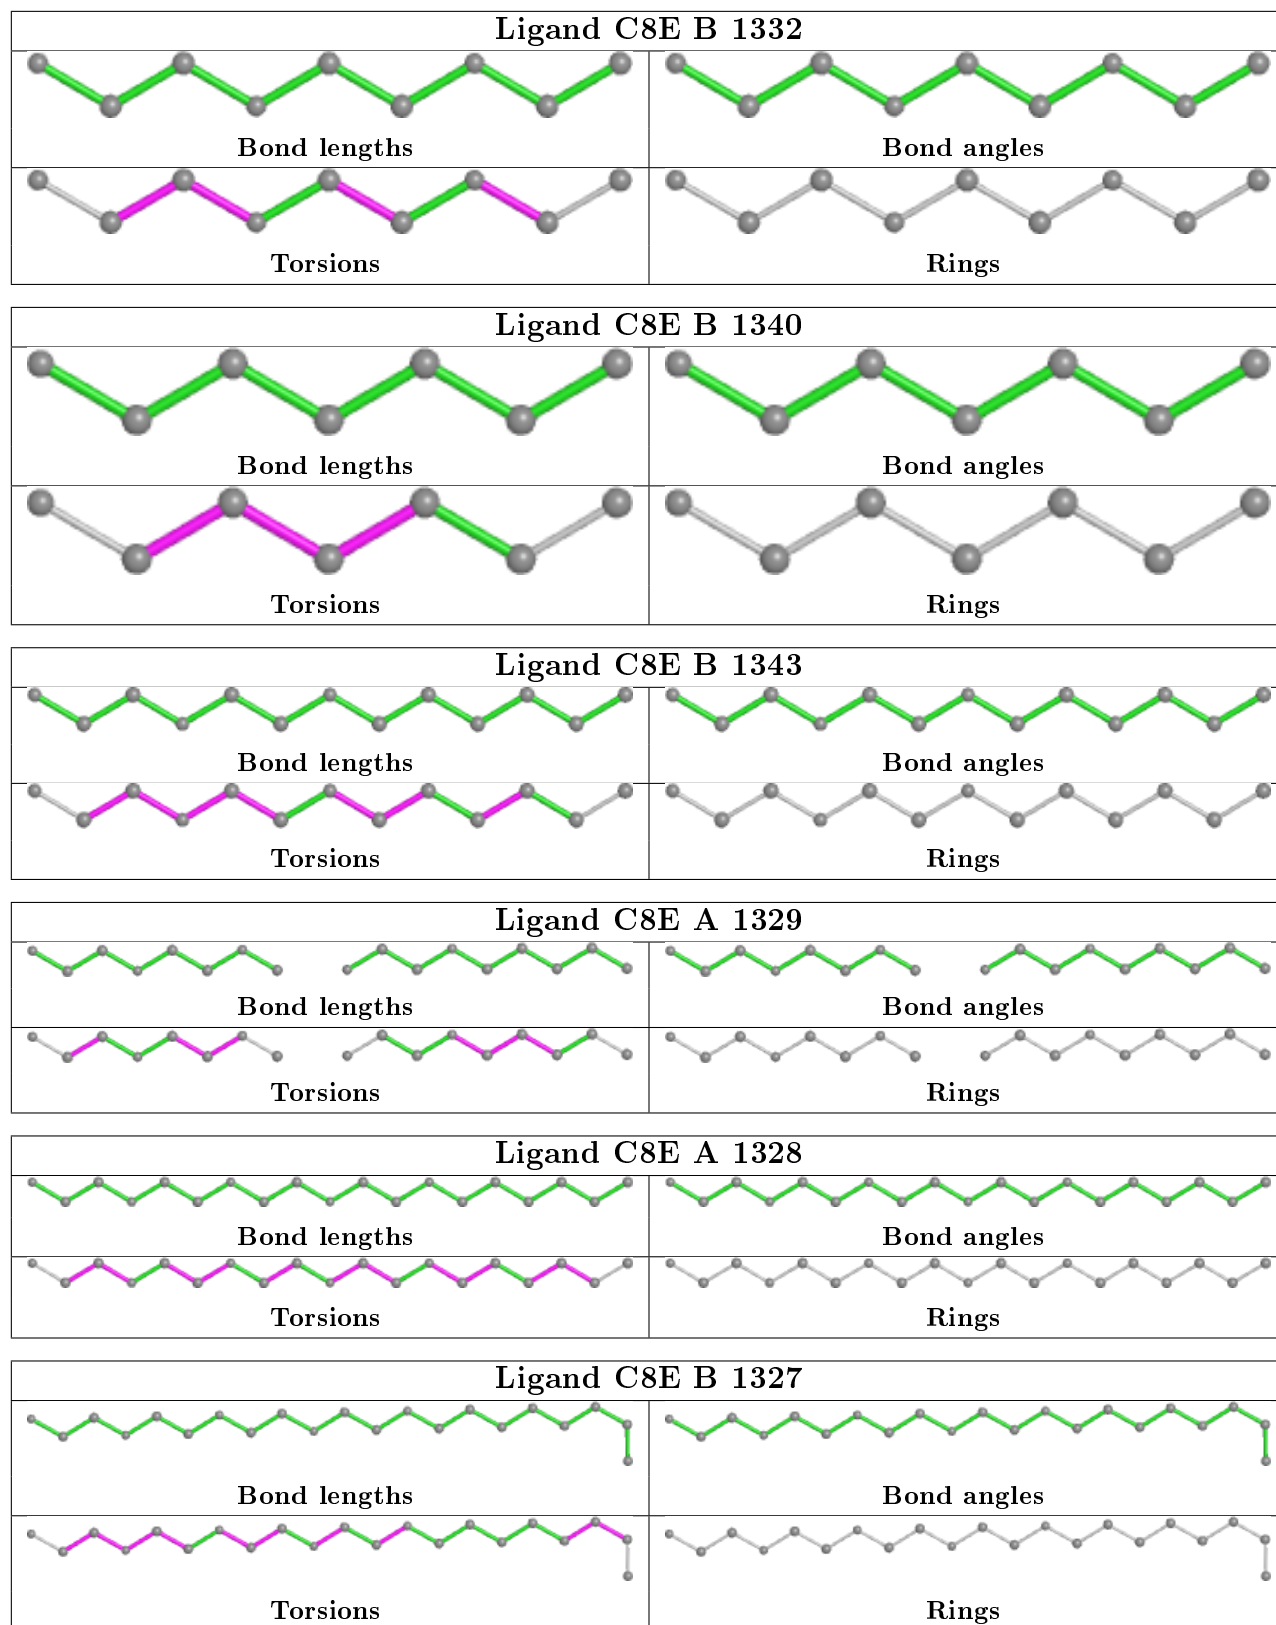 Ligand C8E B 1332
Bond lengths
Bond angles
Torsions
Rings
Ligand C8E B 1340
Bond lengths
Bond angles
Torsions
Rings
Ligand C8E B 1343
Bond lengths
Bond angles
Torsions
Rings
Ligand C8E A 1329
Bond lengths
Bond angles
Torsions
Rings
Ligand C8E A 1328
Bond lengths
Bond angles
Torsions
Rings
Ligand C8E B 1327
Bond lengths
Bond angles
Torsions
Rings